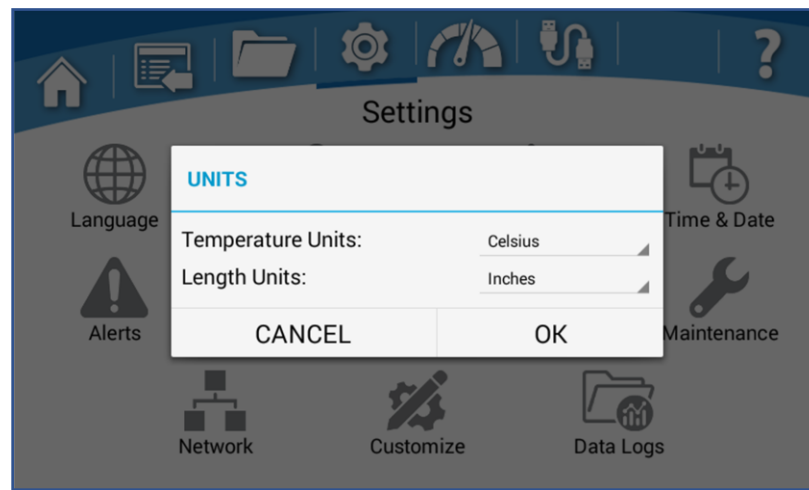 Settings
UNITS
Language
Time & Date
Temperature Units: Celsius
Length Units: Inches
Alerts
CANCEL OK
Maintenance
Network Customize Data Logs